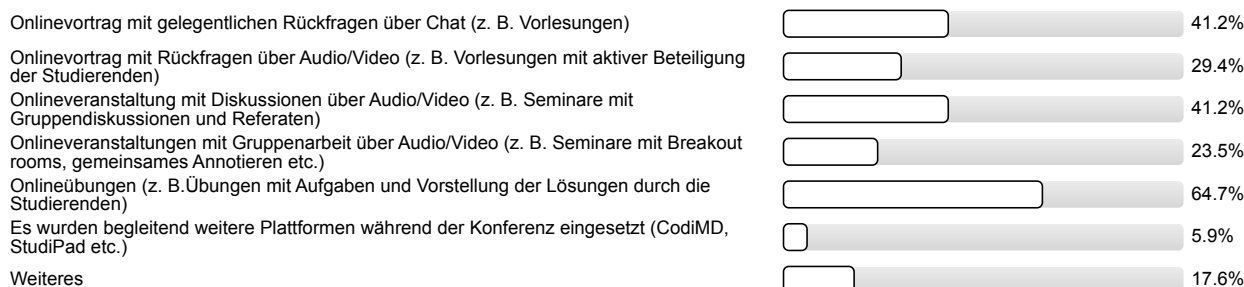 Onlinevortrag mit gelegentlichen Rückfragen über Chat (z. B. Vorlesungen) 41.2%
Onlinevortrag mit Rückfragen über Audio/Video (z. B. Vorlesungen mit aktiver Beteiligung
der Studierenden) 29.4%
Onlineveranstaltung mit Diskussionen über Audio/Video (z. B. Seminare mit
Gruppendiskussionen und Referaten) 41.2%
Onlineveranstaltungen mit Gruppenarbeit über Audio/Video (z. B. Seminare mit Breakout
rooms, gemeinsames Annotieren etc.) 23.5%
Onlineübungen (z. B.Übungen mit Aufgaben und Vorstellung der Lösungen durch die
Studierenden) 64.7%
Es wurden begleitend weitere Plattformen während der Konferenz eingesetzt (CodiMD,
StudiPad etc.) 5.9%
Weiteres 17.6%